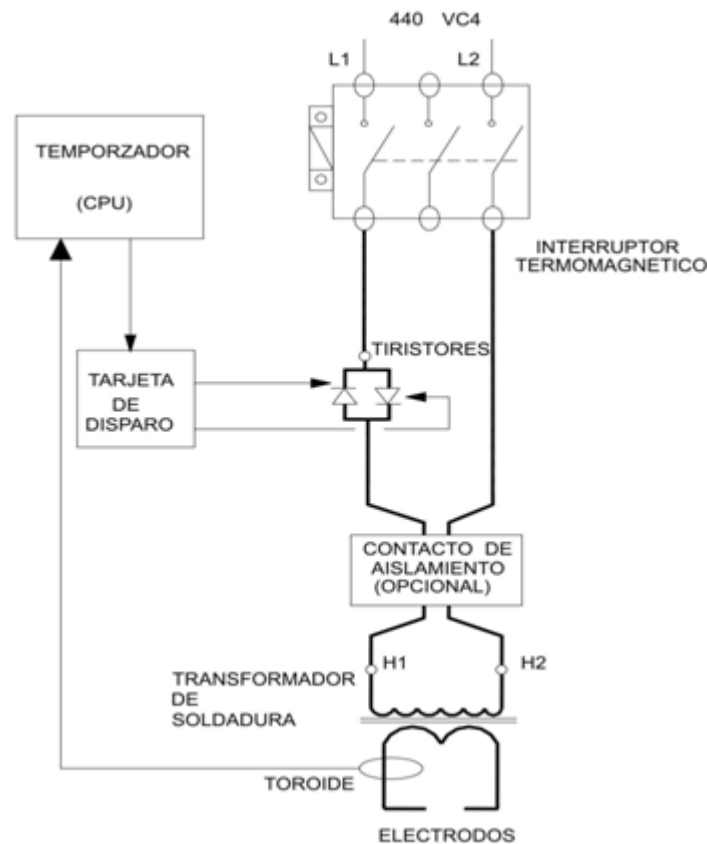 440 VC4
L1
L2
TEMPORZADOR
(CPU)
INTERRUPTOR
TERMOMAGNETICO
TIRISTORES
TARJETA
DE
DISPARO
CONTACTO DE
AISLAMIENTO
(OPCIONAL)
H1
H2
TRANSFORMADOR
DE
SOLDADURA
TOROIDE
ELECTRODOS